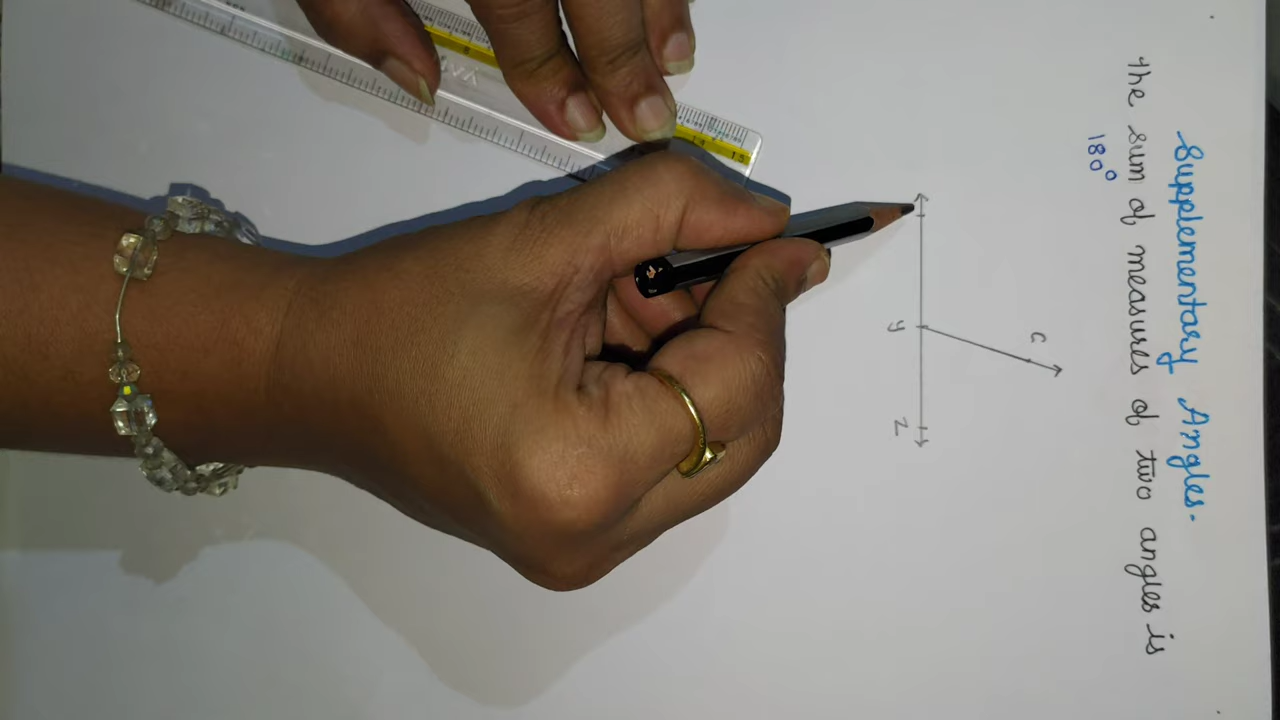 Supplementary Angles.
The sum of measures of two angles is
180°
G
y
Z